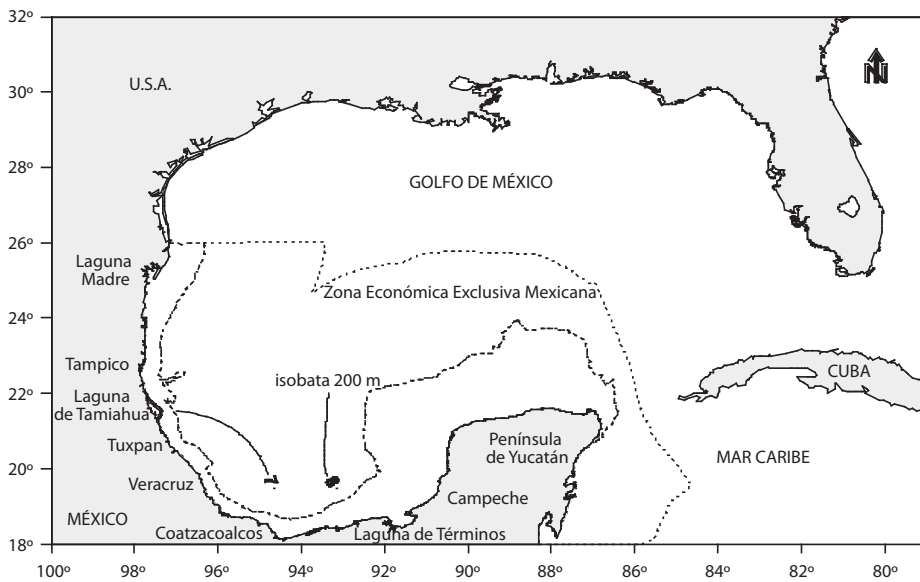 32º
30º
28º
26º
24º
22º
20º
18º
U.S.A.
N
GOLFO DE MÉXICO
Laguna
Madre
Zona Económica Exclusiva Mexicana
Tampico
isobata 200 m
CUBA
Laguna
de Tamiahua
Tuxpan
Península
de Yucatán
MAR CARIBE
Veracruz
Campeche
MÉXICO
Coatzacoalcos
Laguna de Términos
100º 98º 96º 94º 92º 90º 88º 86º 84º 82º 80º